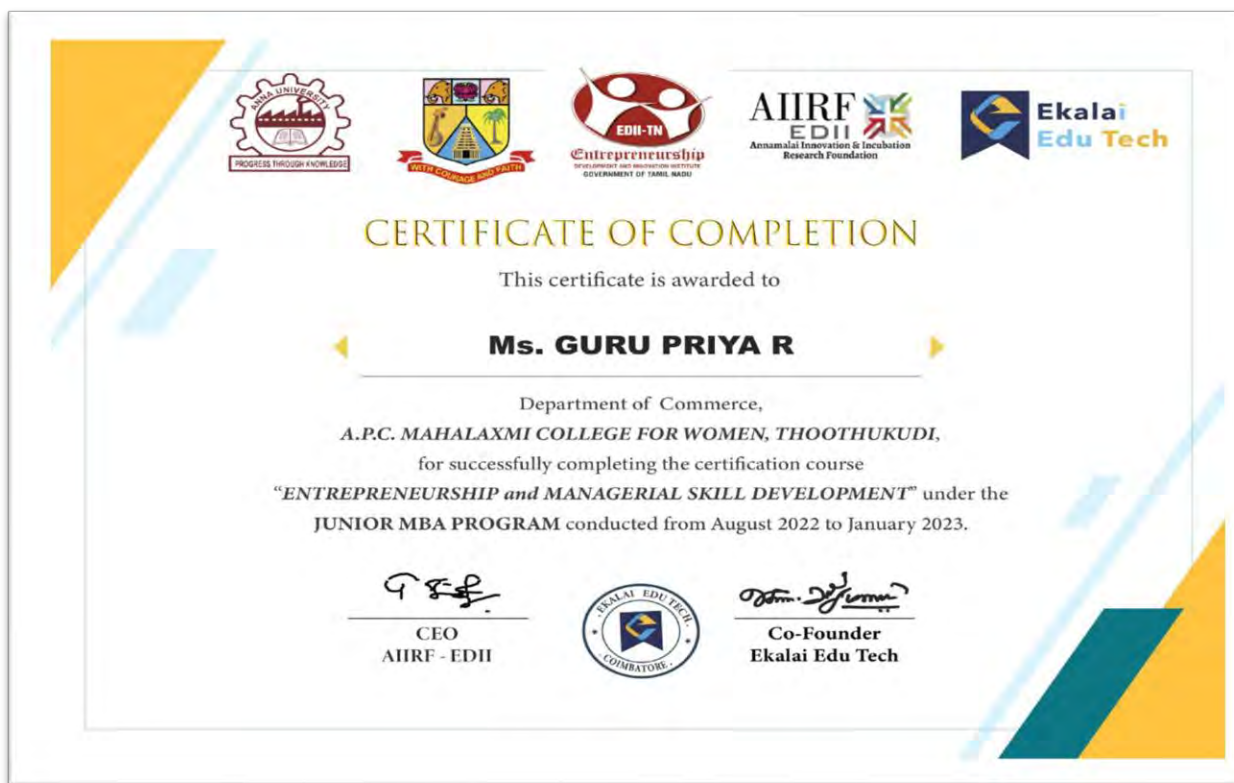 ANNA UNIVERSITY
PROGRESS THROUGH KNOWLEDGE
WITH COURAGE AND FAITH
EDII-TN
Entrepreneurship
DEVELOPMENT AND INNOVATION INSTITUTE
GOVERNMENT OF TAMIL NADU
AIIRF
EDII
Annamalai Innovation & Incubation
Research Foundation
Ekalai
Edu Tech
CERTIFICATE OF COMPLETION
This certificate is awarded to
Ms. GURU PRIYA R
Department of Commerce,
A.P.C. MAHALAXMI COLLEGE FOR WOMEN, THOOTHUKUDI,
for successfully completing the certification course
“ENTREPRENEURSHIP and MANAGERIAL SKILL DEVELOPMENT” under the
JUNIOR MBA PROGRAM conducted from August 2022 to January 2023.
CEO
AIIRF - EDII
EKALAI EDU TECH
COIMBATORE
Co-Founder
Ekalai Edu Tech